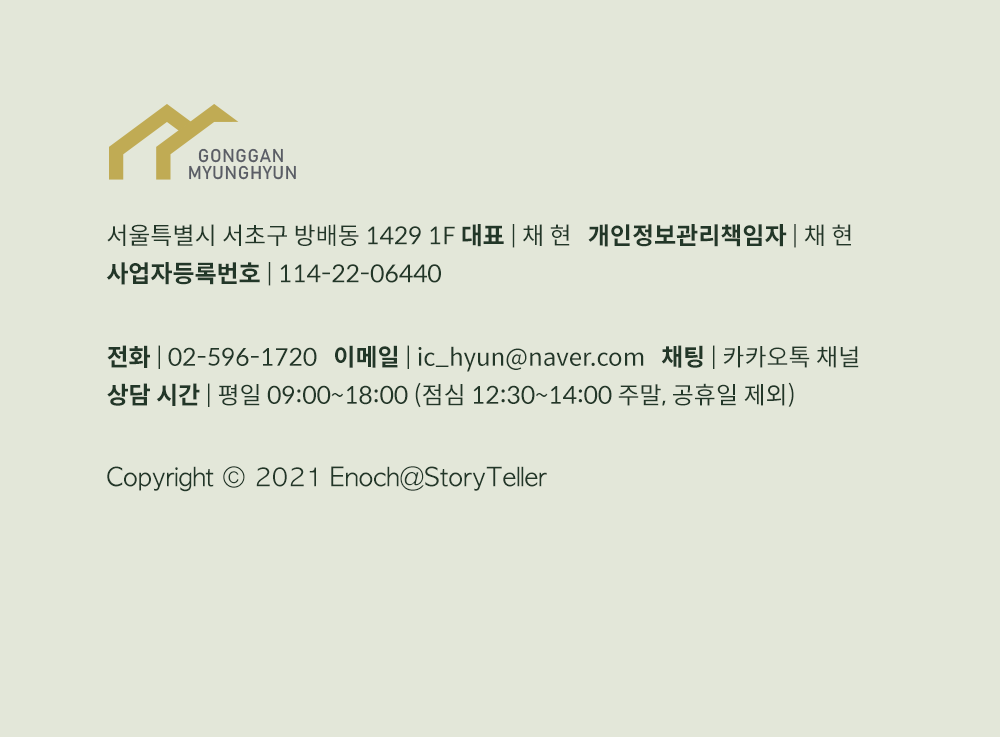 GONGGAN
MYUNGHYUN
서울특별시 서초구 방배동 1429 1F 대표 | 채 현 개인정보관리책임자 | 채 현
사업자등록번호 | 114-22-06440
전화 | 02-596-1720 이메일 | ic_hyun@naver.com 채팅 | 카카오톡 채널
상담 시간 | 평일 09:00~18:00 (점심 12:30~14:00 주말, 공휴일 제외)
Copyright © 2021 Enoch@StoryTeller